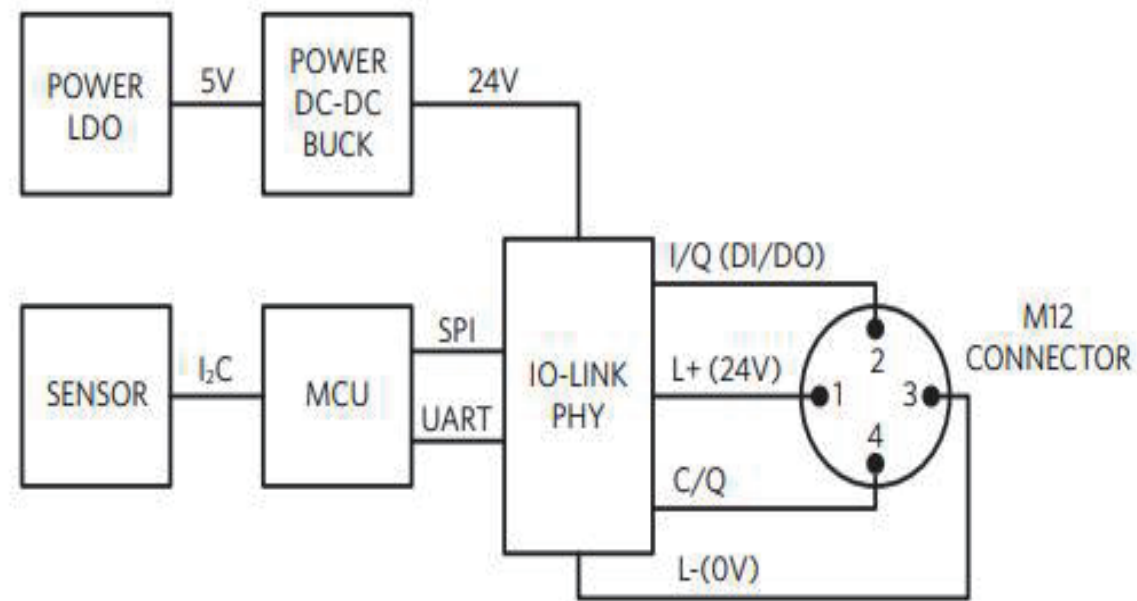 POWER
LDO
5V
POWER
DC-DC
BUCK
24V
SENSOR
I₂C
MCU
SPI
UART
IO-LINK
PHY
I/Q (DI/DO)
L+ (24V)
C/Q
L-(0V)
2
1
3
4
M12
CONNECTOR